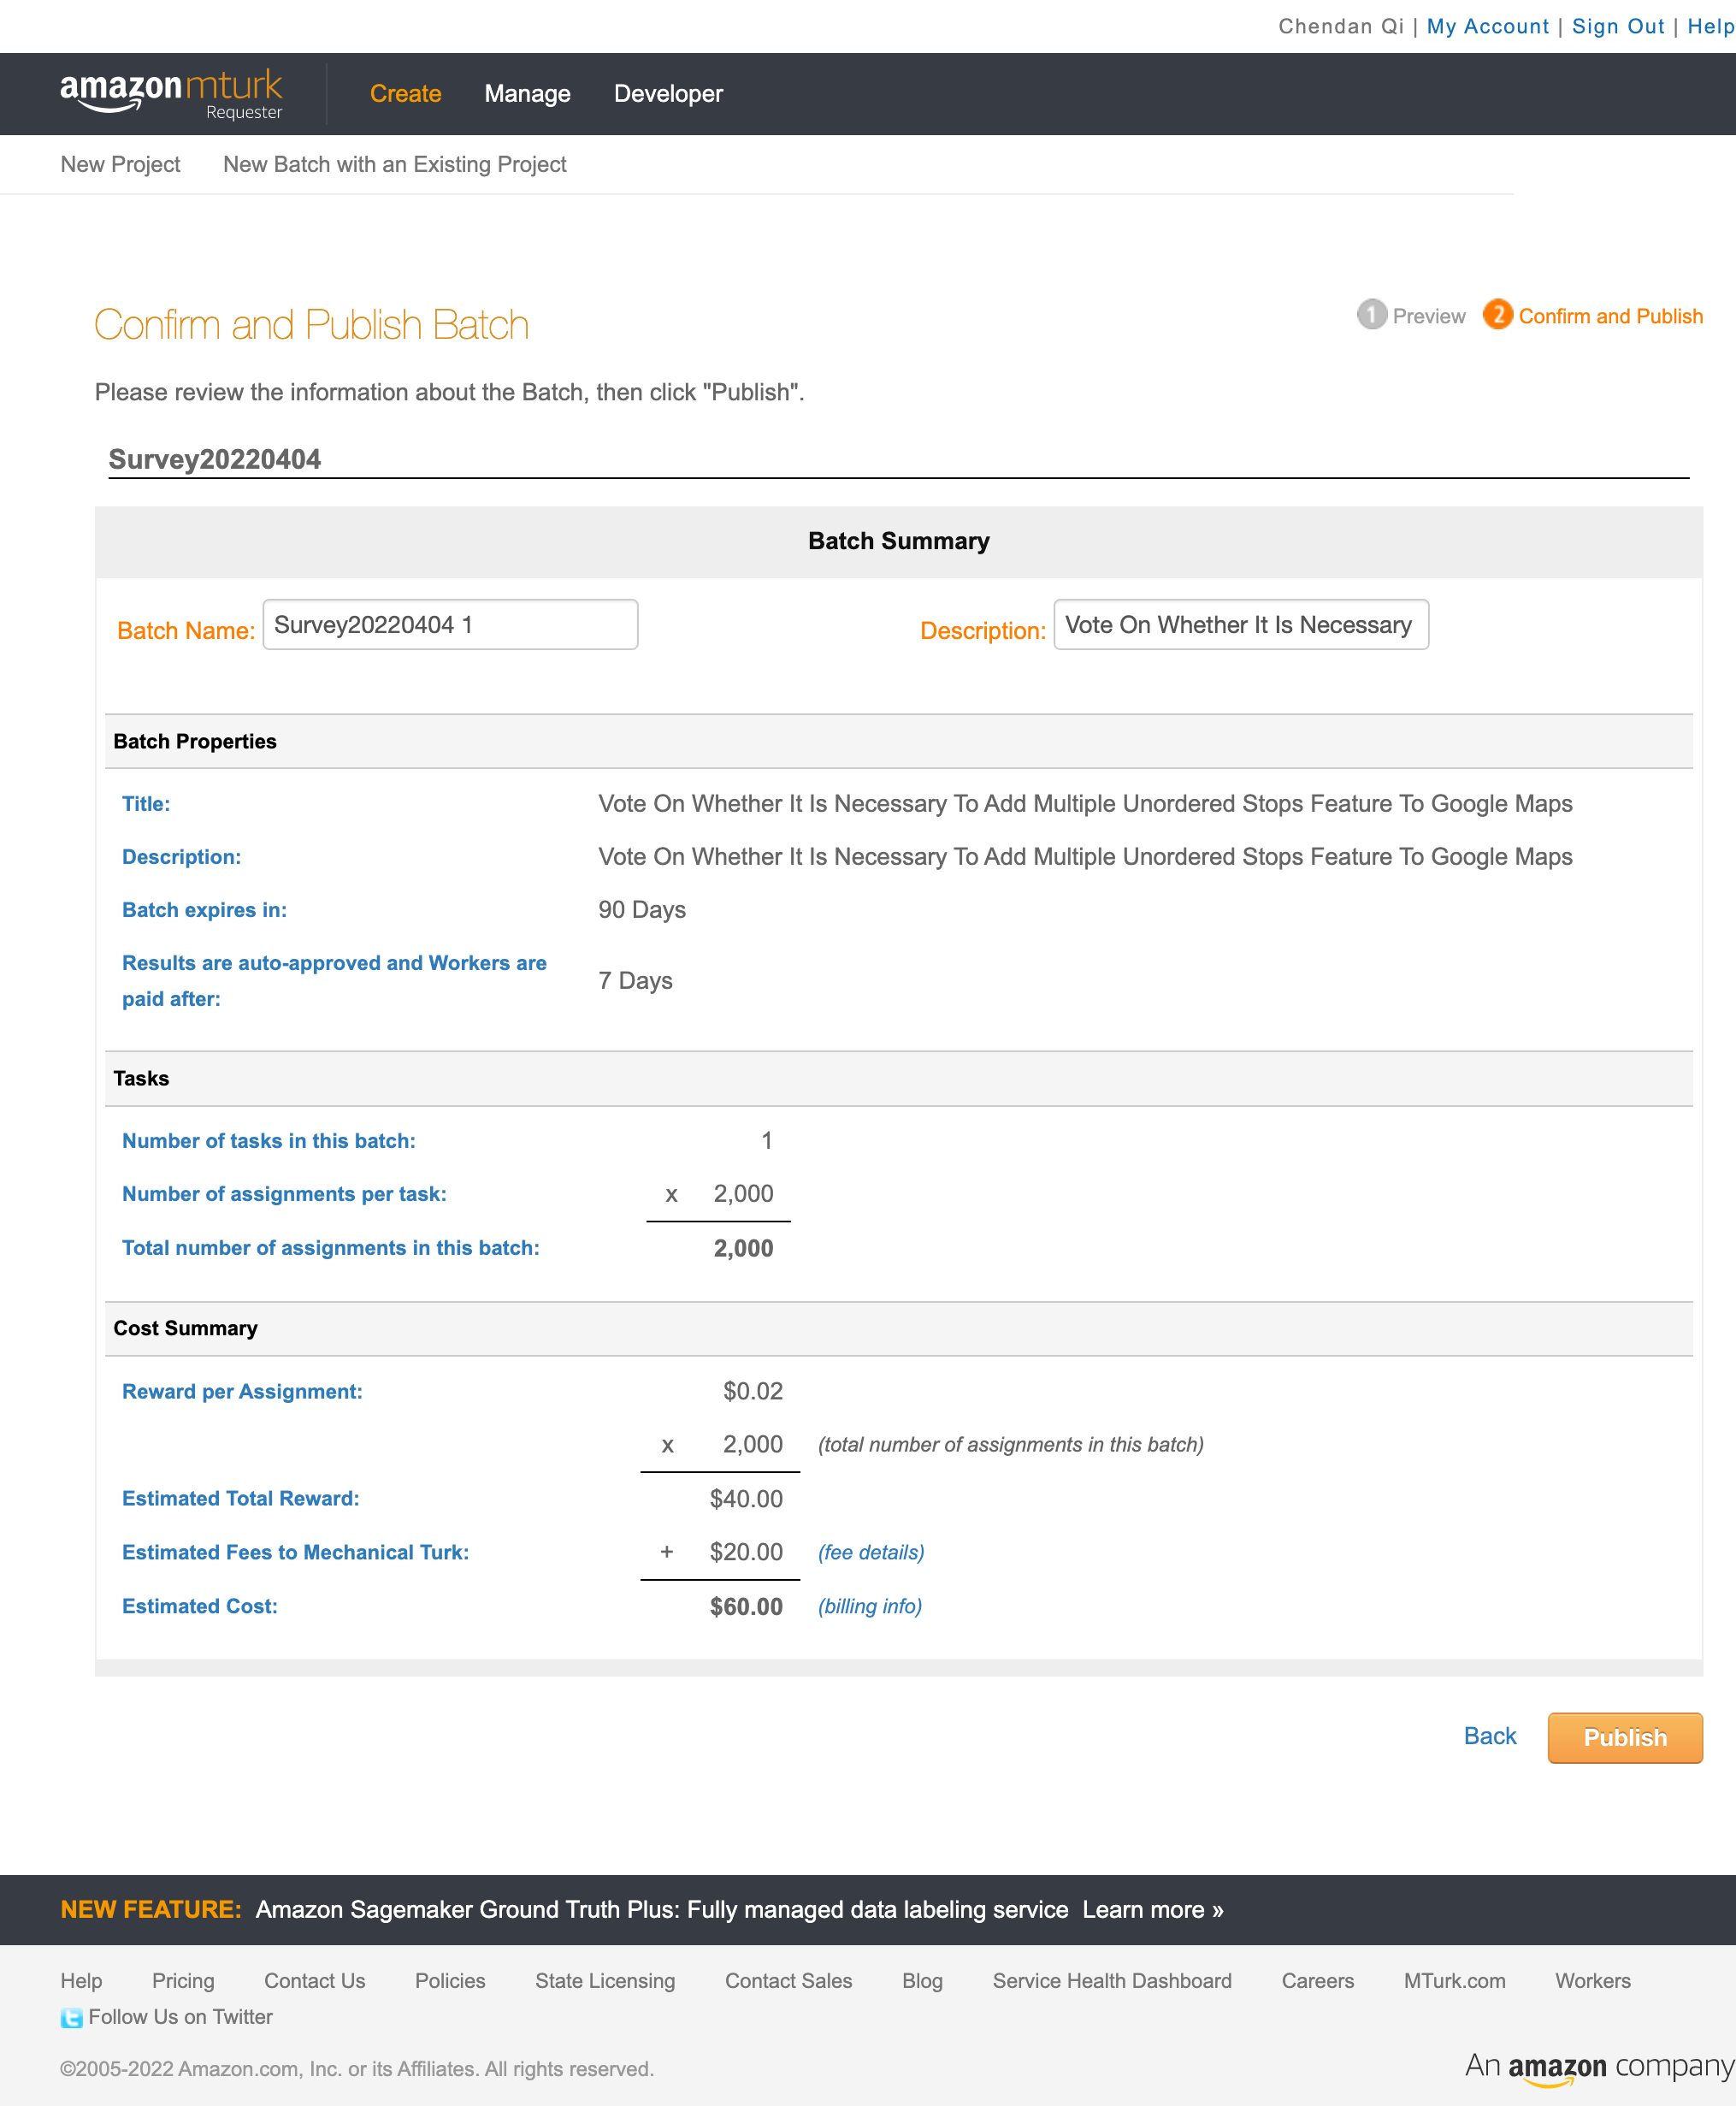 Chendan Qi | My Account | Sign Out | Help
amazon mturk
Requester
Create Manage Developer
New Project New Batch with an Existing Project
Confirm and Publish Batch
1 Preview 2 Confirm and Publish
Please review the information about the Batch, then click "Publish".
Survey20220404
Batch Summary
Batch Name: Survey20220404 1 Description: Vote On Whether It Is Necessary
Batch Properties
Title: Vote On Whether It Is Necessary To Add Multiple Unordered Stops Feature To Google Maps
Description: Vote On Whether It Is Necessary To Add Multiple Unordered Stops Feature To Google Maps
Batch expires in: 90 Days
Results are auto-approved and Workers are
paid after: 7 Days
Tasks
Number of tasks in this batch: 1
Number of assignments per task: x 2,000
Total number of assignments in this batch: 2,000
Cost Summary
Reward per Assignment: $0.02
x 2,000 (total number of assignments in this batch)
Estimated Total Reward: $40.00
Estimated Fees to Mechanical Turk: + $20.00 (fee details)
Estimated Cost: $60.00 (billing info)
Back Publish
NEW FEATURE: Amazon Sagemaker Ground Truth Plus: Fully managed data labeling service Learn more »
Help Pricing Contact Us Policies State Licensing Contact Sales Blog Service Health Dashboard Careers MTurk.com Workers
Follow Us on Twitter
©2005-2022 Amazon.com, Inc. or its Affiliates. All rights reserved.
An amazon company